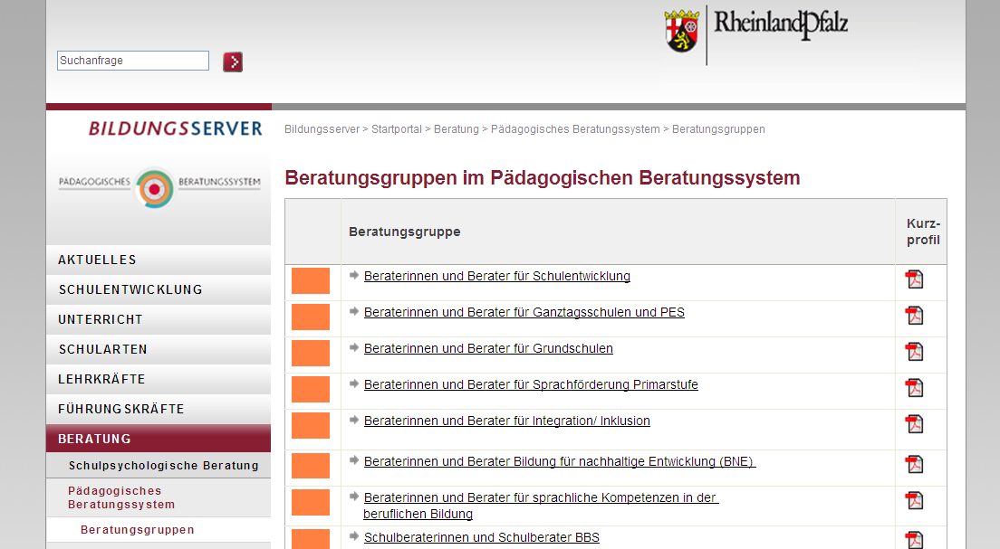 RheinlandPfalz
Suchanfrage
BILDUNGSSERVER
Bildungsserver > Startportal > Beratung > Pädagogisches Beratungssystem > Beratungsgruppen
PÄDAGOGISCHES BERATUNGSSYSTEM
Beratungsgruppen im Pädagogischen Beratungssystem
Beratungsgruppe
Kurz-
profil
AKTUELLES
SCHULENTWICKLUNG
UNTERRICHT
SCHULARTEN
LEHRKRÄFTE
FÜHRUNGSKRÄFTE
BERATUNG
Schulpsychologische Beratung
Pädagogisches
Beratungssystem
Beratungsgruppen
Beraterinnen und Berater für Schulentwicklung
Beraterinnen und Berater für Ganztagsschulen und PES
Beraterinnen und Berater für Grundschulen
Beraterinnen und Berater für Sprachförderung Primarstufe
Beraterinnen und Berater für Integration/ Inklusion
Beraterinnen und Berater Bildung für nachhaltige Entwicklung (BNE)
Beraterinnen und Berater für sprachliche Kompetenzen in der
beruflichen Bildung
Schulberaterinnen und Schulberater BBS